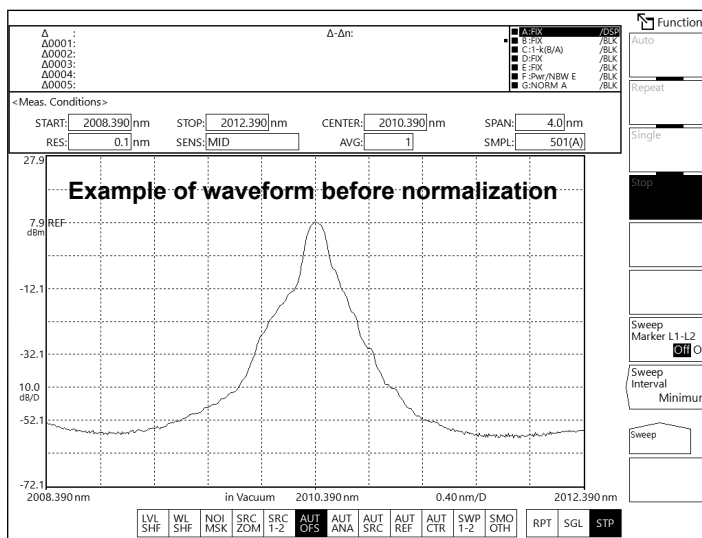 Function
Δ :
Δ0001:
Δ0002:
Δ0003:
Δ0004:
Δ0005:
Δ-Δn:
A:FIX /DSP
B:FIX /BLK
C:1-k(B/A) /BLK
D:FIX /BLK
E:FIX /BLK
F:Pwr/NBW E /BLK
G:NORM A /BLK
<Meas. Conditions>
START: 2008.390 nm STOP: 2012.390 nm CENTER: 2010.390 nm SPAN: 4.0 nm
RES: 0.1 nm SENS: MID AVG: 1 SMPL: 501(A)
27.9
Example of waveform before normalization
7.9 REF
dBm
-12.1
-32.1
10.0
dB/D
-52.1
-72.1
2008.390 nm in Vacuum 2010.390 nm 0.40 nm/D 2012.390 nm
LVL SHF
WL SHF
NOI MSK
SRC ZOM
SRC 1-2
AUT OFS
AUT ANA
AUT SRC
AUT REF
AUT CTR
SWP 1-2
SMO OTH
RPT
SGL
STP
Auto
Repeat
Single
Stop
Sweep
Marker L1-L2
Off O
Sweep
Interval
Minimur
Sweep